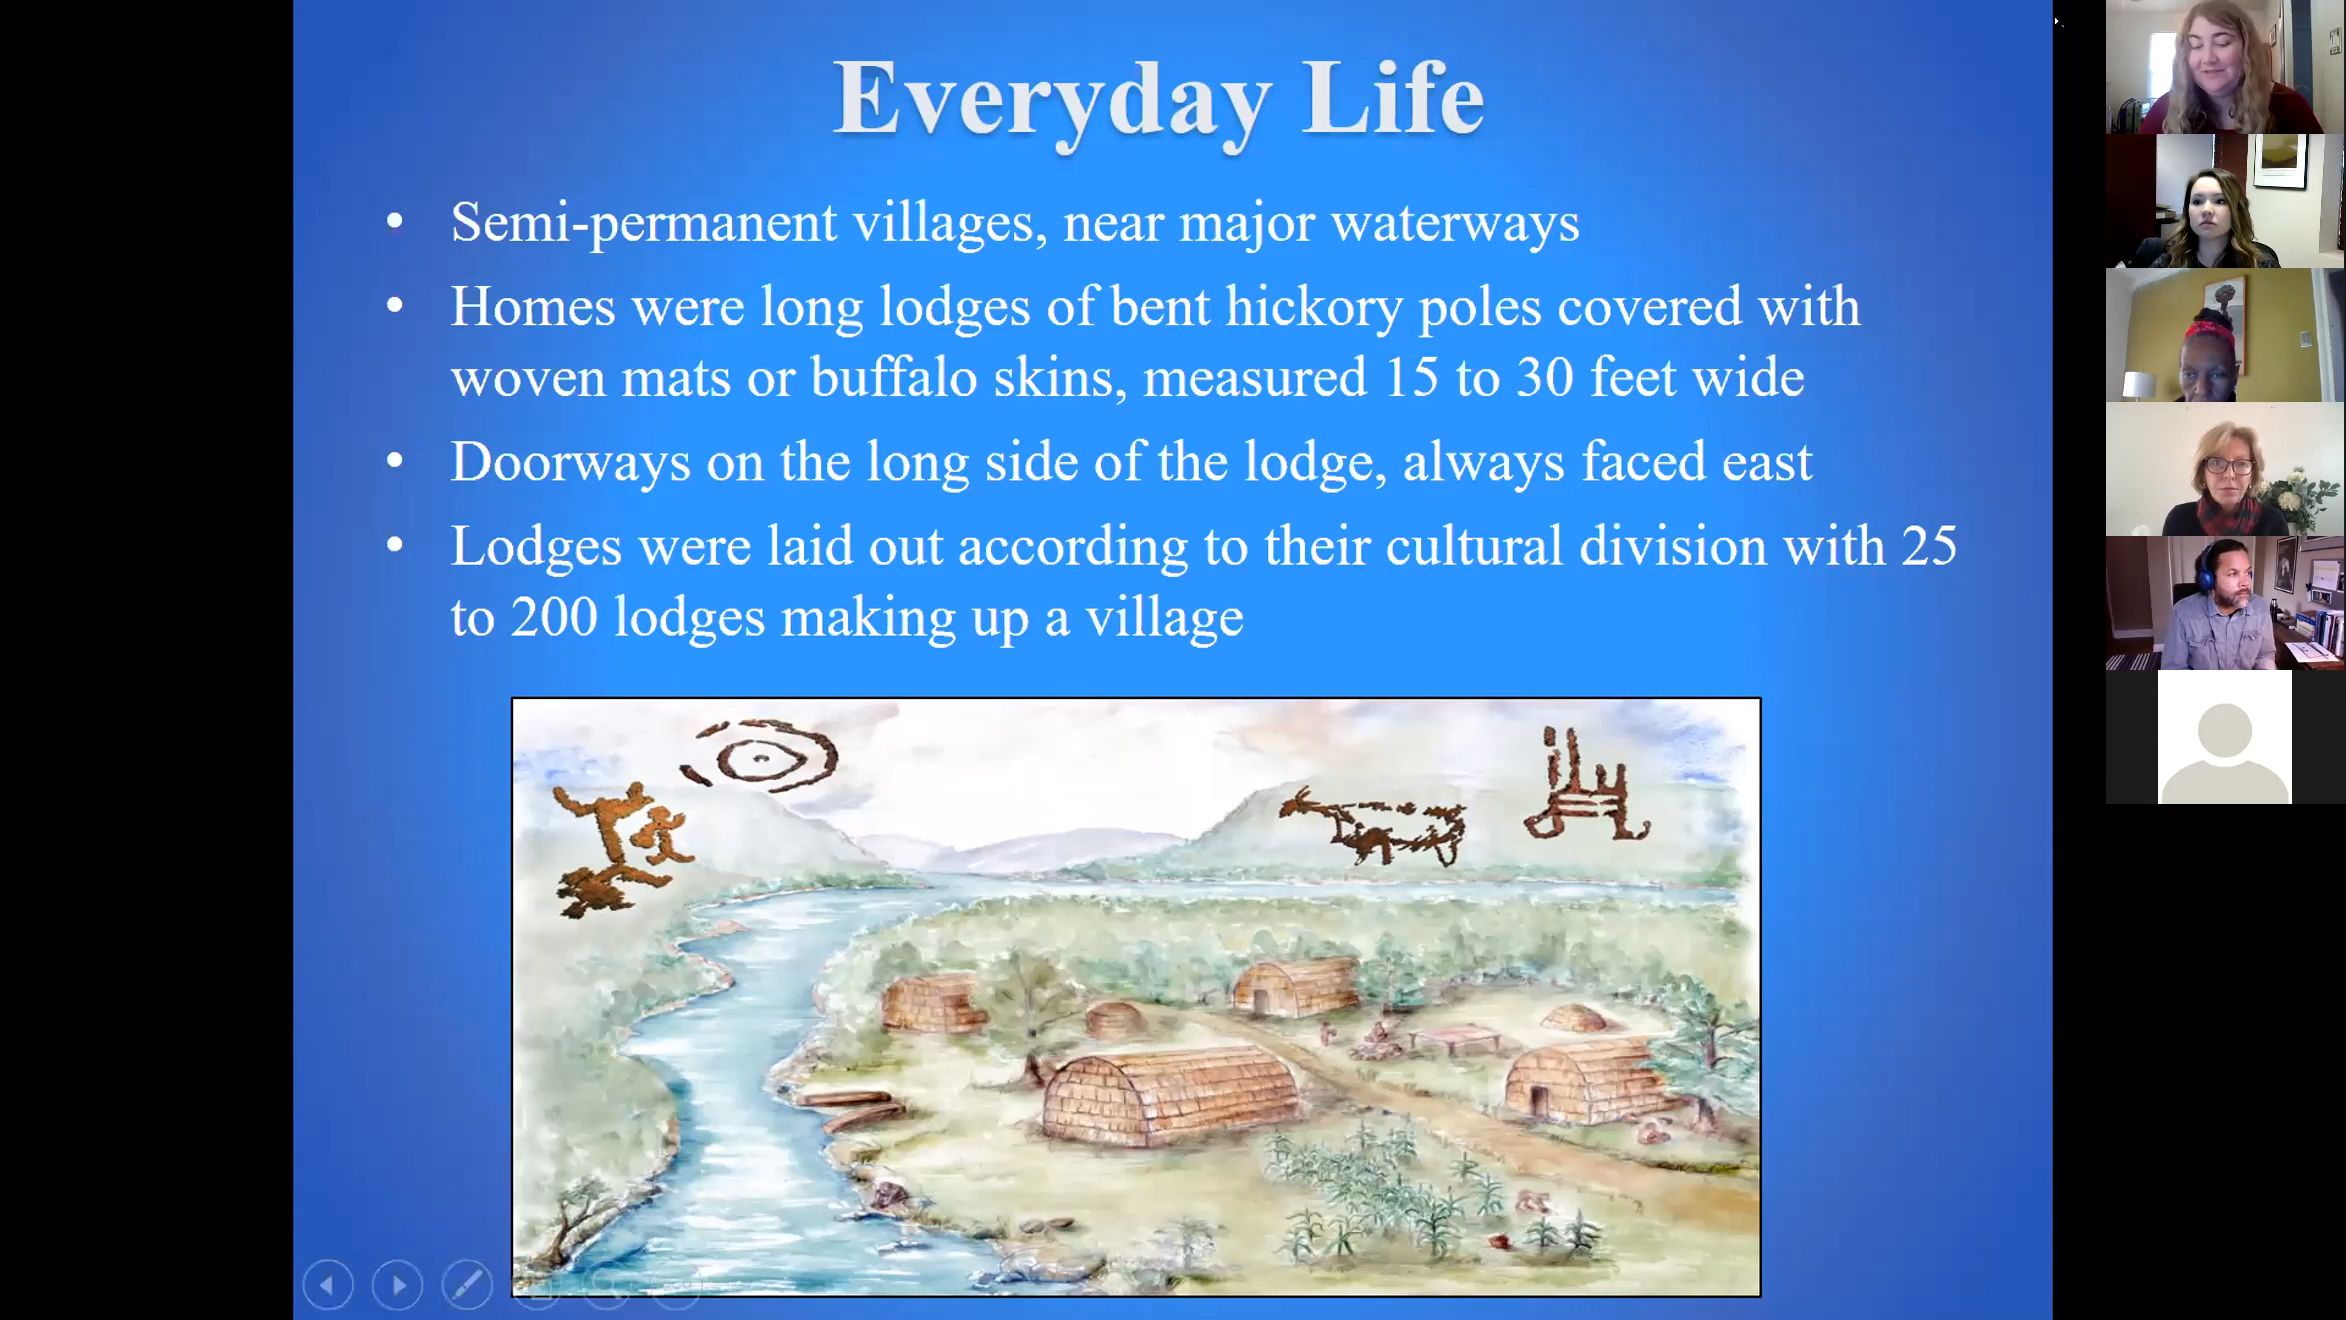 Everyday Life
• Semi-permanent villages, near major waterways
• Homes were long lodges of bent hickory poles covered with
woven mats or buffalo skins, measured 15 to 30 feet wide
• Doorways on the long side of the lodge, always faced east
• Lodges were laid out according to their cultural division with 25
to 200 lodges making up a village